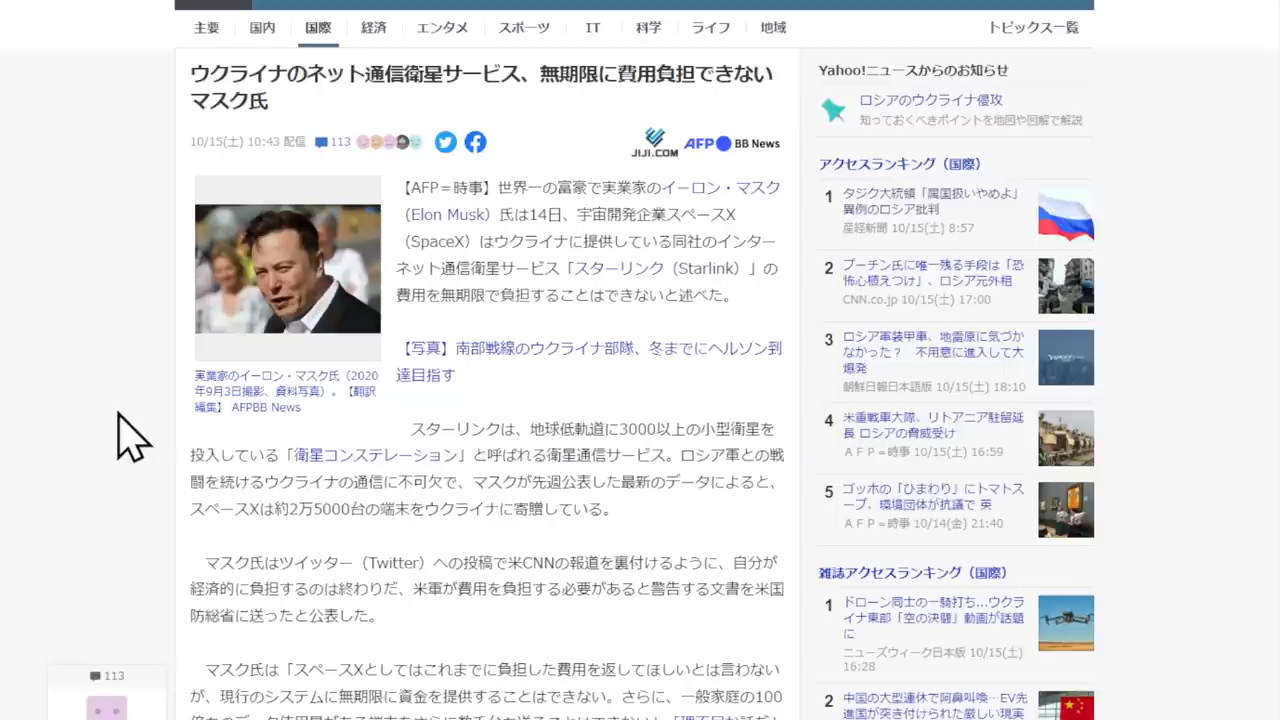 主要 国内 国際 経済 エンタメ スポーツ IT 科学 ライフ 地域 トピックス一覧
ウクライナのネット通信衛星サービス、無期限に費用負担できない
マスク氏
10/15(土) 10:43 配信 113
JIJI.COM AFP BB News
【AFP＝時事】世界一の富豪で実業家のイーロン・マスク
（Elon Musk）氏は14日、宇宙開発企業スペースX
（SpaceX）はウクライナに提供している同社のインター
ネット通信衛星サービス「スターリンク（Starlink）」の
費用を無期限で負担することはできないと述べた。
【写真】南部戦線のウクライナ部隊、冬までにヘルソン到
達目指す
実業家のイーロン・マスク氏（2020
年9月3日撮影、資料写真）。【翻訳
編集】 AFPBB News
スターリンクは、地球低軌道に3000以上の小型衛星を
投入している「衛星コンステレーション」と呼ばれる衛星通信サービス。ロシア軍との戦
闘を続けるウクライナの通信に不可欠で、マスクが先週公表した最新のデータによると、
スペースXは約2万5000台の端末をウクライナに寄贈している。
マスク氏はツイッター（Twitter）への投稿で米CNNの報道を裏付けるように、自分が
経済的に負担するのは終わりだ、米軍が費用を負担する必要があると警告する文書を米国
防総省に送ったと公表した。
マスク氏は「スペースXとしてはこれまでに負担した費用を返してほしいとは言わない
が、現行のシステムに無期限に資金を提供することはできない。さらに、一般家庭の100
113
Yahoo!ニュースからのお知らせ
ロシアのウクライナ侵攻
知っておくべきポイントを地図や図解で解説
アクセスランキング（国際）
1 タジク大統領「属国扱いやめよ」
異例のロシア批判
産経新聞 10/15(土) 8:57
2 プーチン氏に唯一残る手段は「恐
怖心植えつけ」、ロシア元外相
CNN.co.jp 10/15(土) 17:00
3 ロシア軍装甲車、地雷原に気づか
なかった？ 不用意に進入して大
爆発
朝鮮日報日本語版 10/15(土) 18:10
YAHOO!
4 米重戦車大隊、リトアニア駐留延
長 ロシアの脅威受け
ＡＦＰ＝時事 10/15(土) 16:59
5 ゴッホの「ひまわり」にトマトス
ープ、環境団体が抗議で 英
ＡＦＰ＝時事 10/14(金) 21:40
雑誌アクセスランキング（国際）
1 ドローン同士の一騎打ち...ウクラ
イナ東部「空の決闘」動画が話題
に
ニューズウィーク日本版 10/15(土)
16:28
2 中国の大型連休で阿鼻叫喚…EV先
進国が突き付けられた厳しい現実